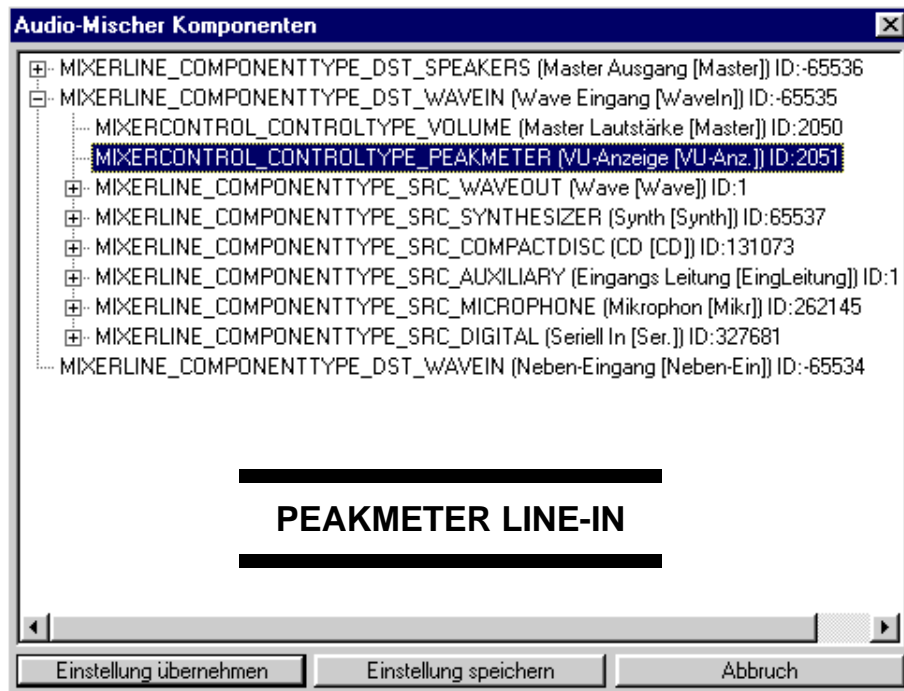 Audio-Mischer Komponenten
MIXERLINE_COMPONENTTYPE_DST_SPEAKERS (Master Ausgang [Master]) ID:-65536
MIXERLINE_COMPONENTTYPE_DST_WAVEIN (Wave Eingang [WaveIn]) ID:-65535
MIXERCONTROL_CONTROLTYPE_VOLUME (Master Lautstärke [Master]) ID:2050
MIXERCONTROL_CONTROLTYPE_PEAKMETER (VU-Anzeige [VU-Anz.]) ID:2051
MIXERLINE_COMPONENTTYPE_SRC_WAVEOUT (Wave [Wave]) ID:1
MIXERLINE_COMPONENTTYPE_SRC_SYNTHESIZER (Synth [Synth]) ID:65537
MIXERLINE_COMPONENTTYPE_SRC_COMPACTDISC (CD [CD]) ID:131073
MIXERLINE_COMPONENTTYPE_SRC_AUXILIARY (Eingangs Leitung [EingLeitung]) ID:1
MIXERLINE_COMPONENTTYPE_SRC_MICROPHONE (Mikrophon [Mikr]) ID:262145
MIXERLINE_COMPONENTTYPE_SRC_DIGITAL (Seriell In [Ser.]) ID:327681
MIXERLINE_COMPONENTTYPE_DST_WAVEIN (Neben-Eingang [Neben-Ein]) ID:-65534
PEAKMETER LINE-IN
Einstellung übernehmen
Einstellung speichern
Abbruch